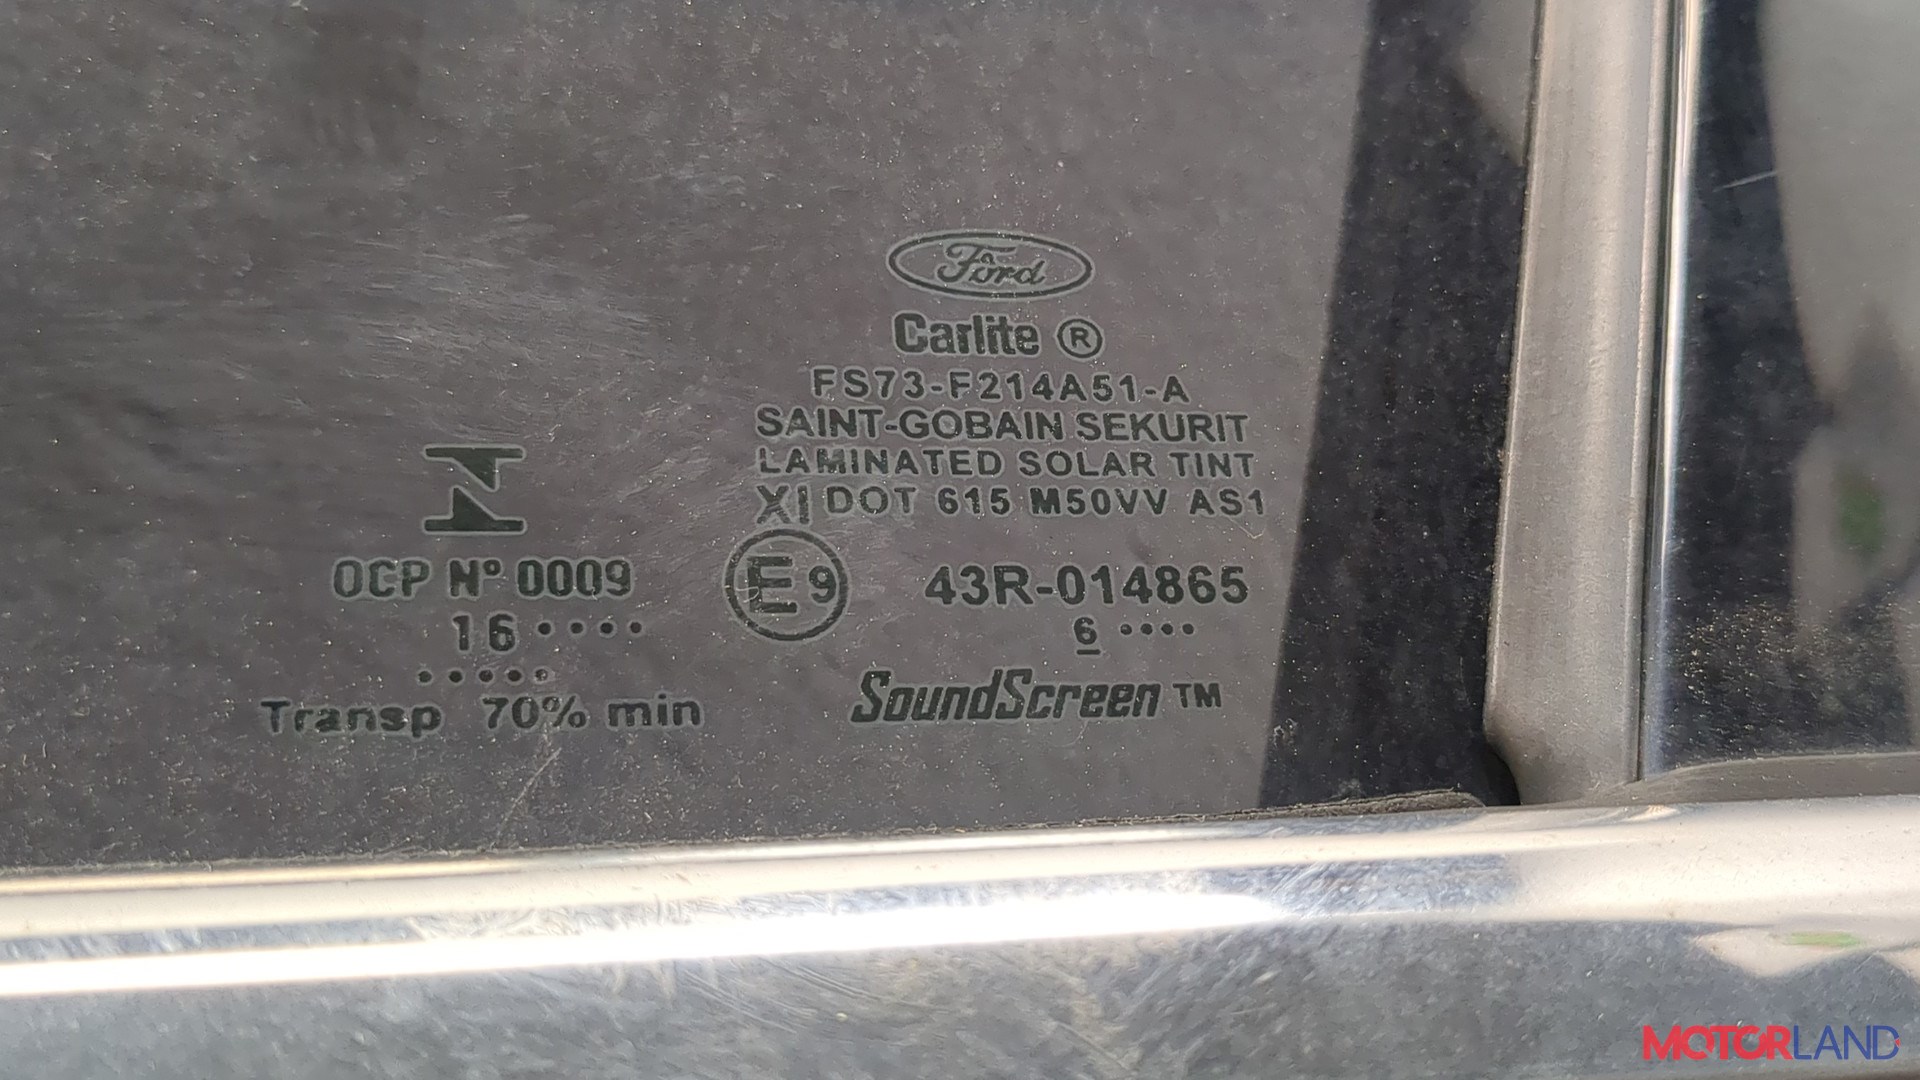 Ford
Carlite ®
FS73-F214A51-A
SAINT-GOBAIN SEKURIT
LAMINATED SOLAR TINT
XI DOT 615 M50VV AS1
E9 43R-014865
6 ····
SoundScreen TM
OCP Nº 0009
16 ····
·····
Transp 70% min
MOTORLAND